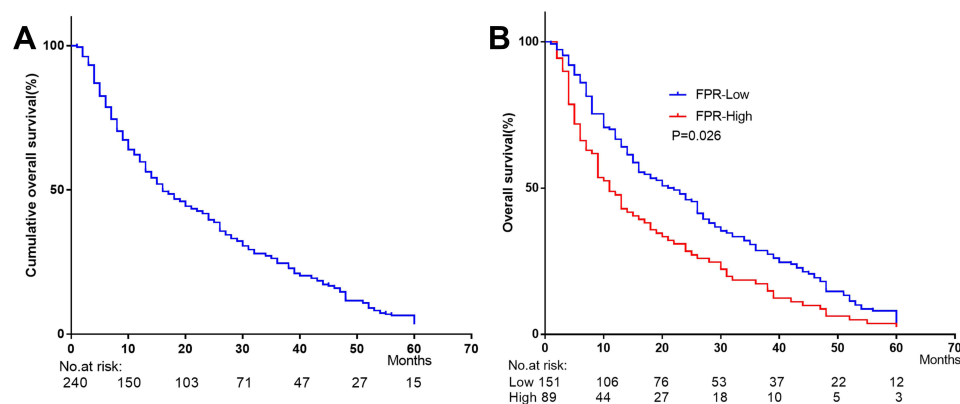 A
Cumulative overall survival(%)
100
50
0
0 10 20 30 40 50 60 70
Months
No.at risk:
240 150 103 71 47 27 15
B
Overall survival(%)
100
50
0
FPR-Low
FPR-High
P=0.026
0 10 20 30 40 50 60 70
Months
No.at risk:
Low 151 106 76 53 37 22 12
High 89 44 27 18 10 5 3